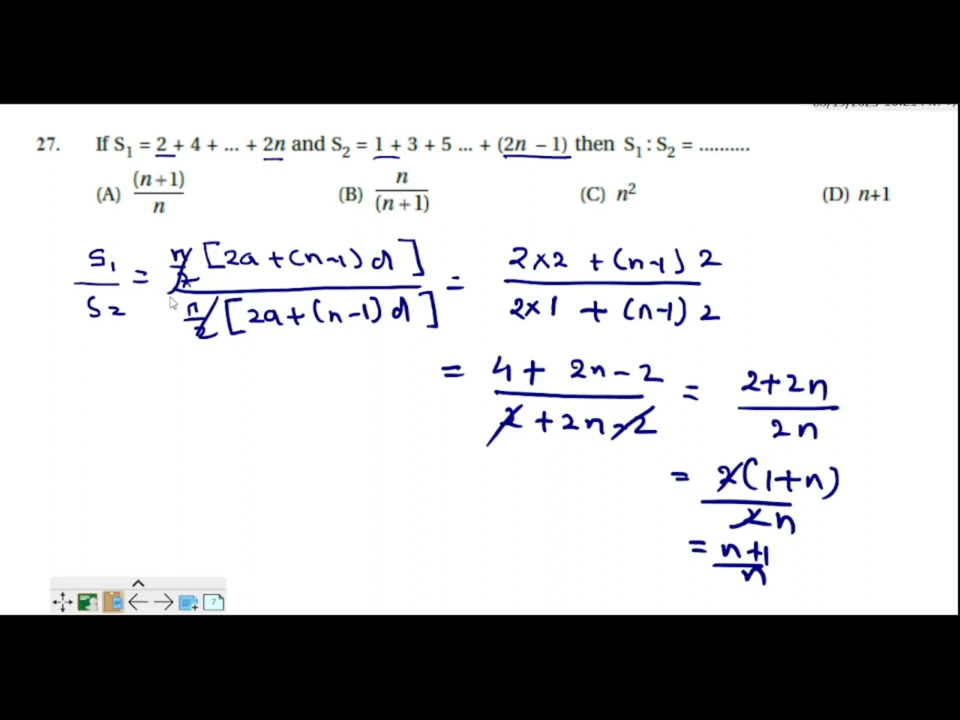 27. If S₁ = 2 + 4 + ... + 2n and S₂ = 1 + 3 + 5 ... + (2n − 1) then S₁ : S₂ = ..........
(A) (n+1)/n (B) n/(n+1) (C) n² (D) n+1
S₁/S₂ = n/2 [2a + (n-1) d] / n/2 [2a + (n-1) d] = 2×2 + (n-1) 2 / 2×1 + (n-1) 2
= 4 + 2n - 2 / 2 + 2n - 2 = 2+2n / 2n
= 2(1+n) / 2n
= n+1 / n
7